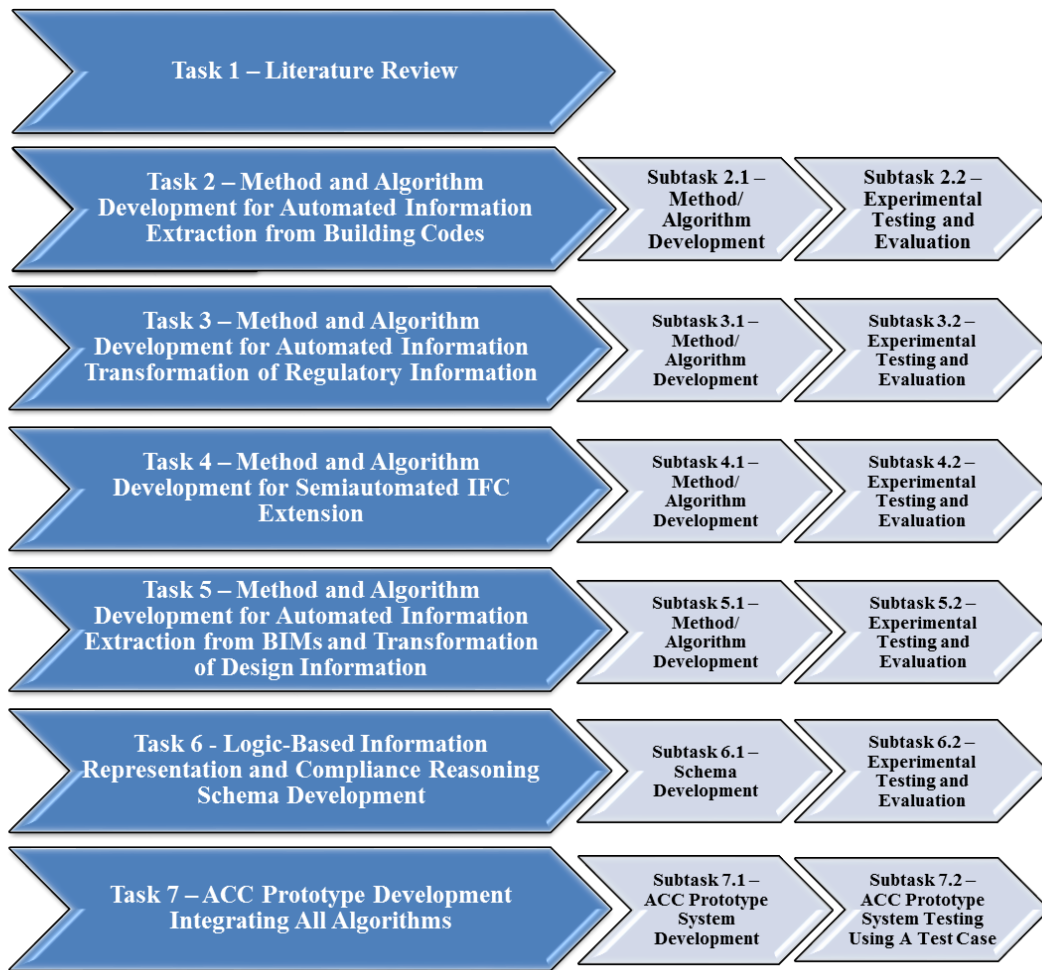 Task 1 – Literature Review
Task 2 – Method and Algorithm
Development for Automated Information
Extraction from Building Codes
Subtask 2.1 –
Method/
Algorithm
Development
Subtask 2.2 –
Experimental
Testing and
Evaluation
Task 3 – Method and Algorithm
Development for Automated Information
Transformation of Regulatory Information
Subtask 3.1 –
Method/
Algorithm
Development
Subtask 3.2 –
Experimental
Testing and
Evaluation
Task 4 – Method and Algorithm
Development for Semiautomated IFC
Extension
Subtask 4.1 –
Method/
Algorithm
Development
Subtask 4.2 –
Experimental
Testing and
Evaluation
Task 5 – Method and Algorithm
Development for Automated Information
Extraction from BIMs and Transformation
of Design Information
Subtask 5.1 –
Method/
Algorithm
Development
Subtask 5.2 –
Experimental
Testing and
Evaluation
Task 6 - Logic-Based Information
Representation and Compliance Reasoning
Schema Development
Subtask 6.1 –
Schema
Development
Subtask 6.2 –
Experimental
Testing and
Evaluation
Task 7 – ACC Prototype Development
Integrating All Algorithms
Subtask 7.1 –
ACC Prototype
System
Development
Subtask 7.2 –
ACC Prototype
System Testing
Using A Test Case